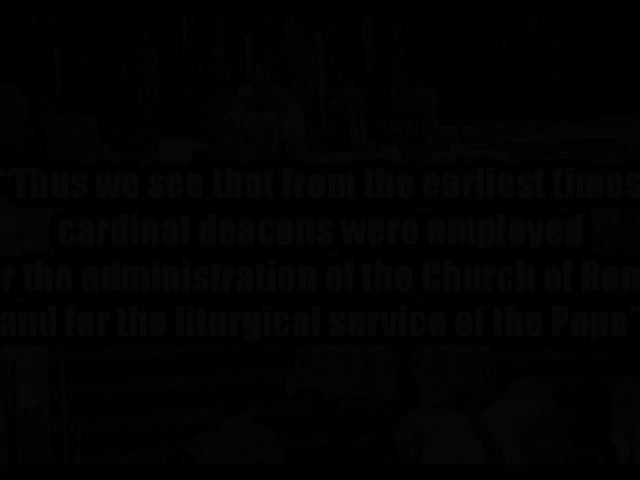 "Thus we see that from the earliest times
cardinal deacons were employed
r the administration of the Church of Rom
and for the liturgical service of the Pope"